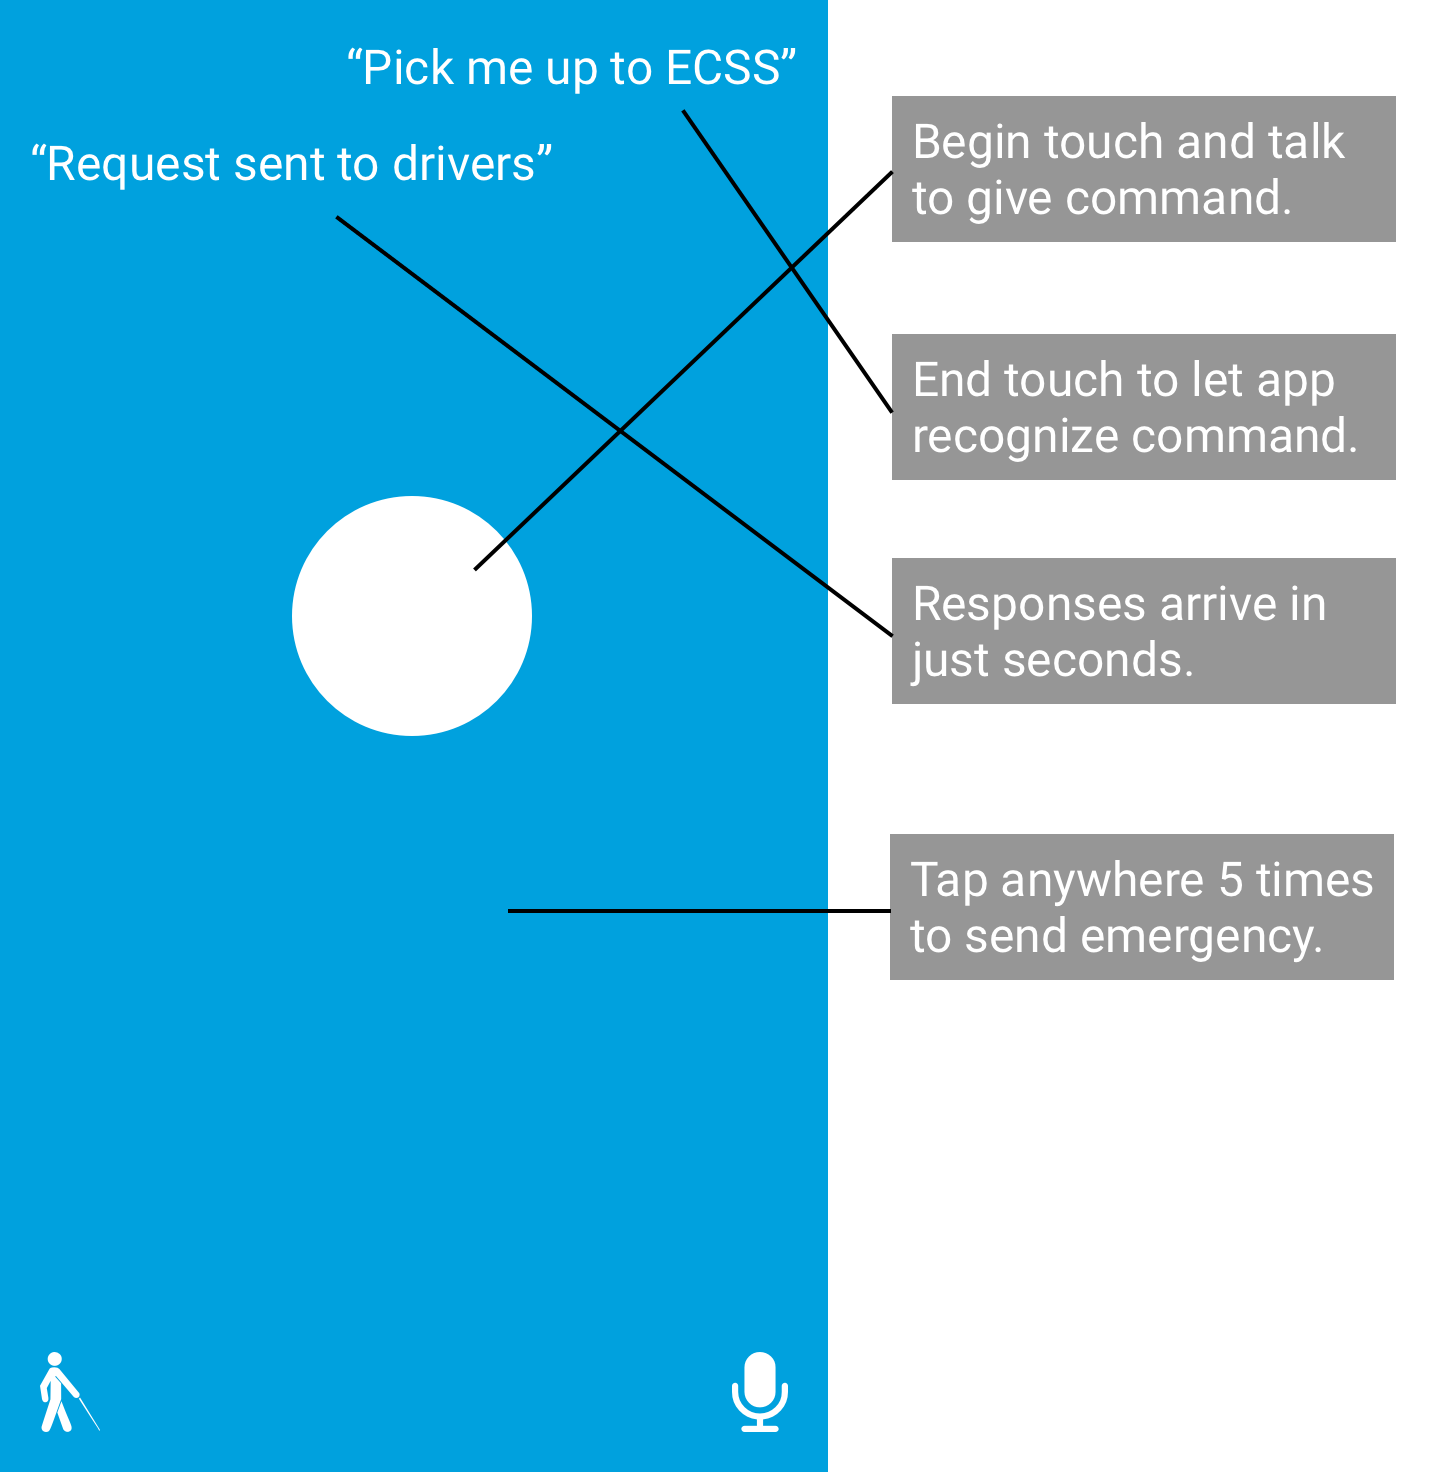 “Pick me up to ECSS”
“Request sent to drivers”
Begin touch and talk
to give command.
End touch to let app
recognize command.
Responses arrive in
just seconds.
Tap anywhere 5 times
to send emergency.